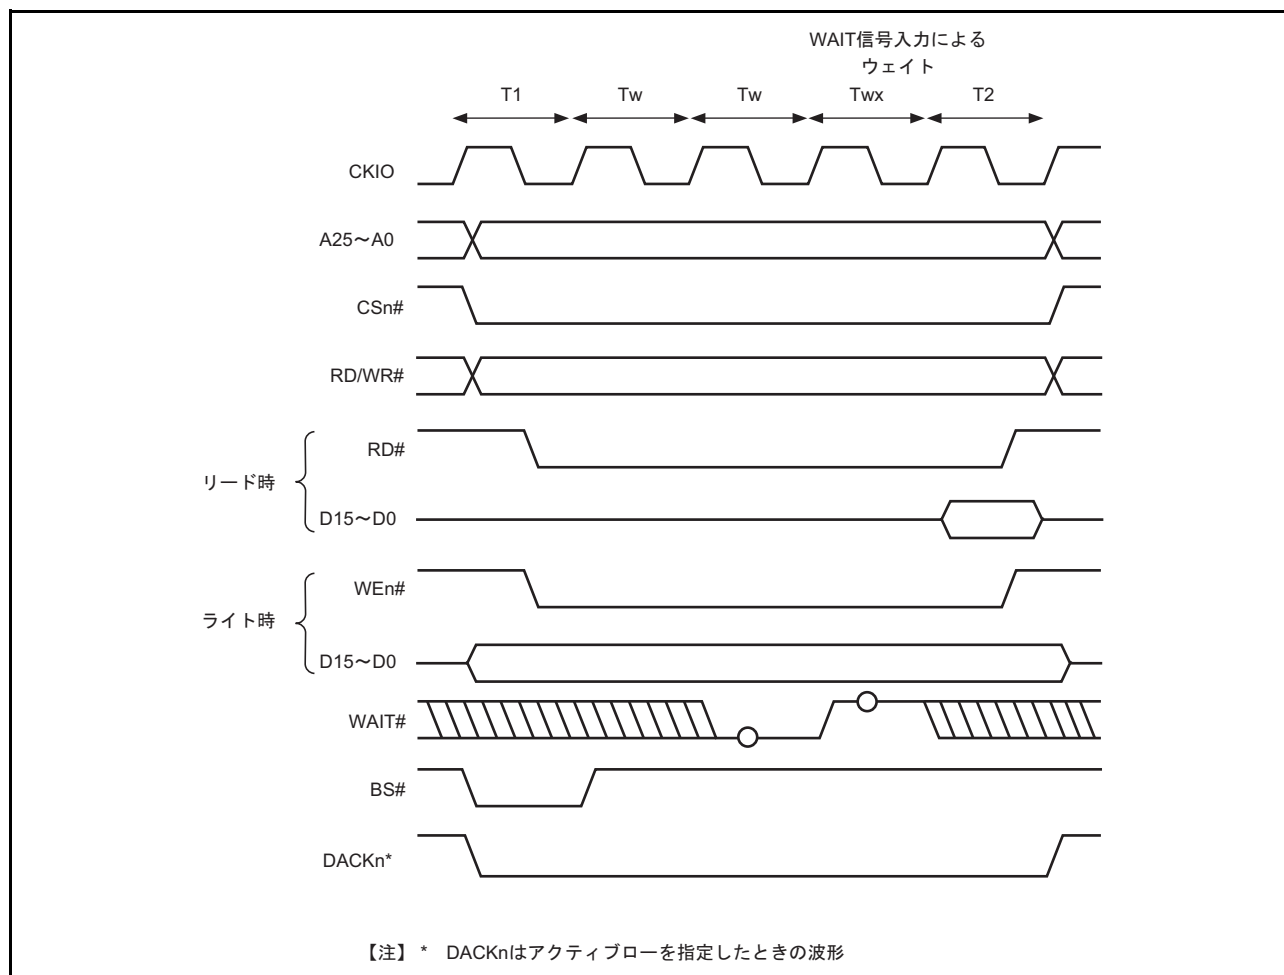 WAIT信号入力による
ウェイト
T1 Tw Tw Twx T2
CKIO
A25～A0
CSn#
RD/WR#
リード時
RD#
D15～D0
ライト時
WEn#
D15～D0
WAIT#
BS#
DACKn*
【注】 * DACKnはアクティブローを指定したときの波形